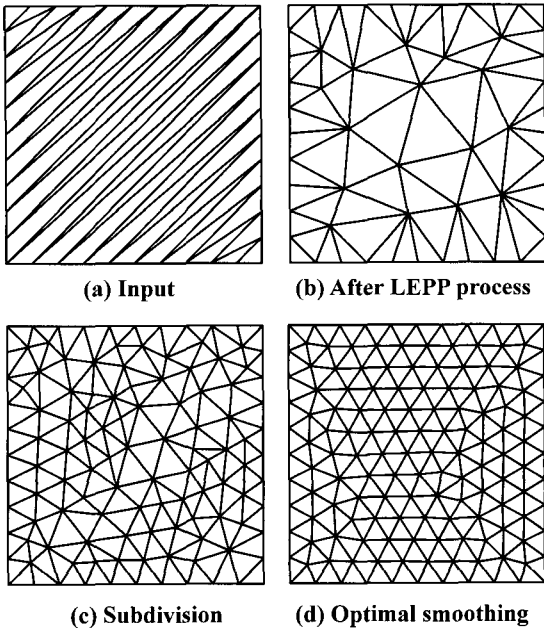 (a) Input
(b) After LEPP process
(c) Subdivision
(d) Optimal smoothing